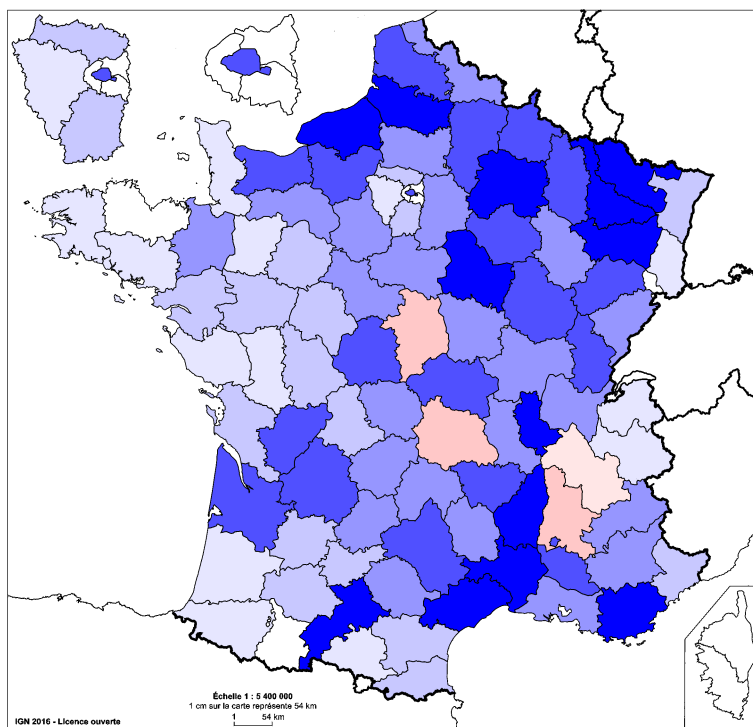 Échelle 1 : 5 400 000
1 cm sur la carte représente 54 km
1 54 km
IGN 2016 - Licence ouverte